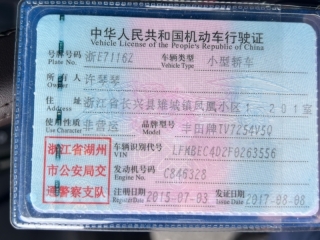 中华人民共和国机动车行驶证
Vehicle License of the People's Republic of China
号牌号码 浙E7116Z 车辆类型 小型轿车
Plate No. Vehicle Type
所有人 许琴琴
Owner
住址 浙江省长兴县雉城镇民凰小区1 201室
Address
使用性质 非营运 品牌型号 丰田牌TV7254V5Q
Use Character Model
浙江省湖州
市公安局交
通警察支队
车辆识别代号 LFMBEC4D2F0263556
VIN
发动机号码 C846328
Engine No.
注册日期 2015-07-03 发证日期 2017-08-08
Register Date Issue Date